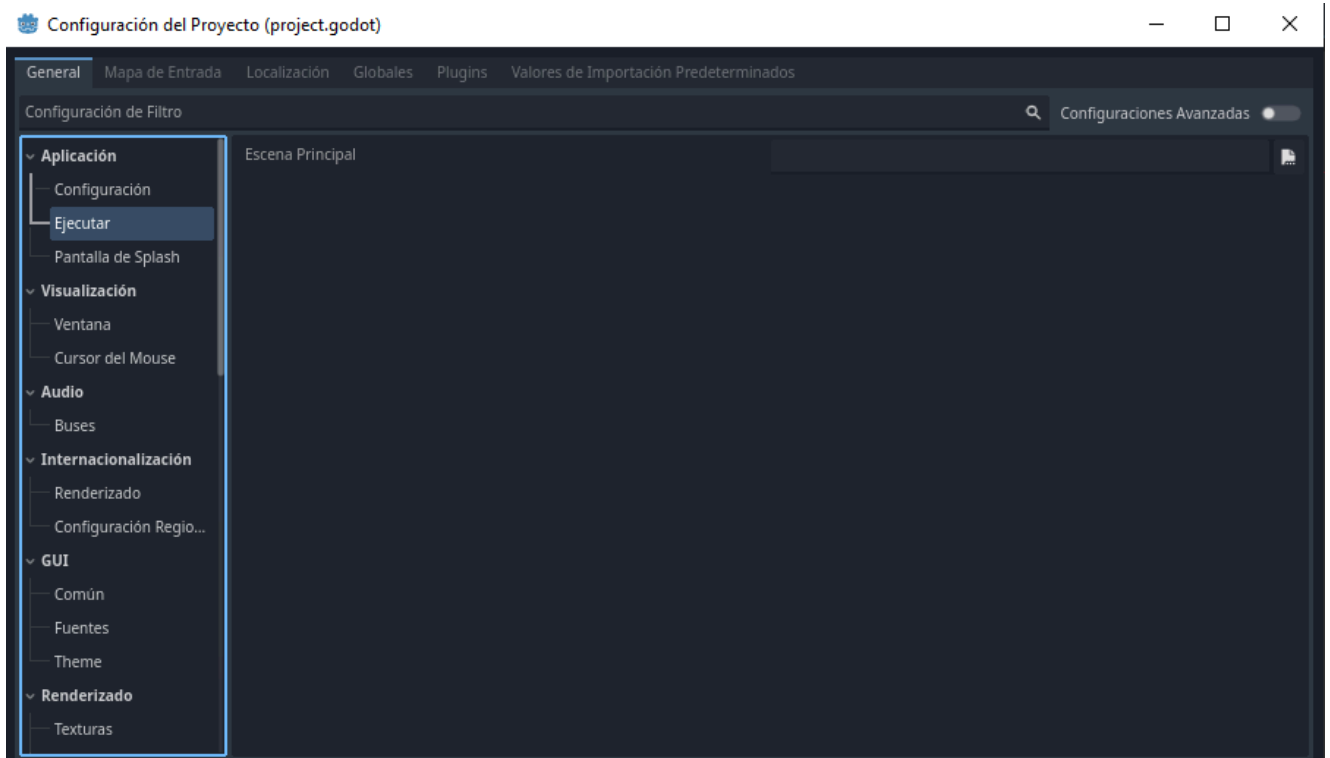 Configuración del Proyecto (project.godot)
General Mapa de Entrada Localización Globales Plugins Valores de Importación Predeterminados
Configuración de Filtro Configuraciones Avanzadas
Aplicación
Escena Principal
Configuración
Ejecutar
Pantalla de Splash
Visualización
Ventana
Cursor del Mouse
Audio
Buses
Internacionalización
Renderizado
Configuración Regio...
GUI
Común
Fuentes
Theme
Renderizado
Texturas